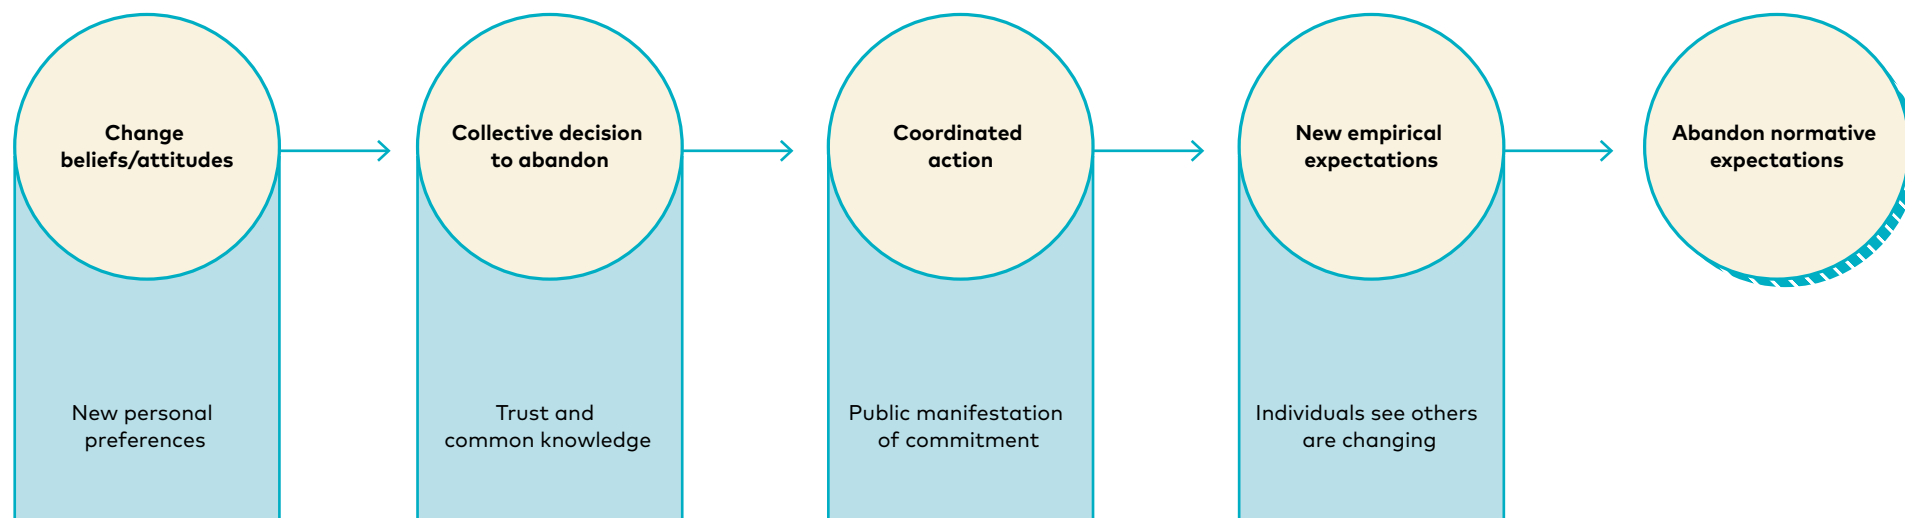 Change
beliefs/attitudes
New personal
preferences
Collective decision
to abandon
Trust and
common knowledge
Coordinated
action
Public manifestation
of commitment
New empirical
expectations
Individuals see others
are changing
Abandon normative
expectations